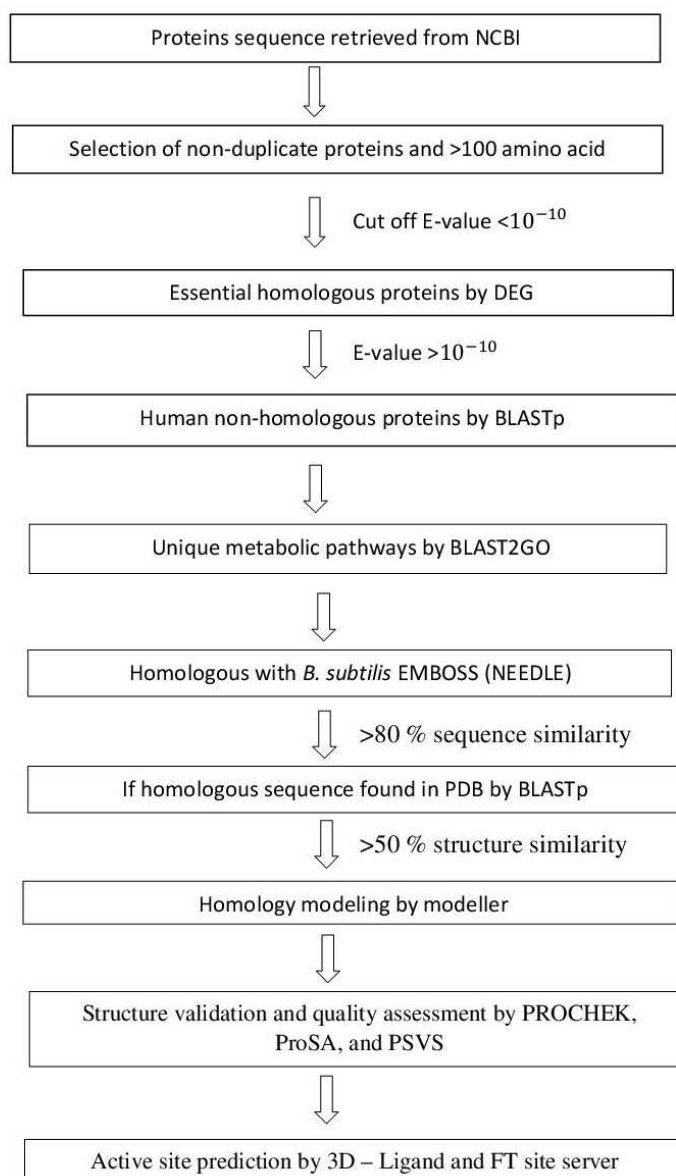 Proteins sequence retrieved from NCBI
Selection of non-duplicate proteins and >100 amino acid
Cut off E-value <10⁻¹⁰
Essential homologous proteins by DEG
E-value >10⁻¹⁰
Human non-homologous proteins by BLASTp
Unique metabolic pathways by BLAST2GO
Homologous with B. subtilis EMBOSS (NEEDLE)
>80 % sequence similarity
If homologous sequence found in PDB by BLASTp
>50 % structure similarity
Homology modeling by modeller
Structure validation and quality assessment by PROCHEK,
ProSA, and PSVS
Active site prediction by 3D – Ligand and FT site server